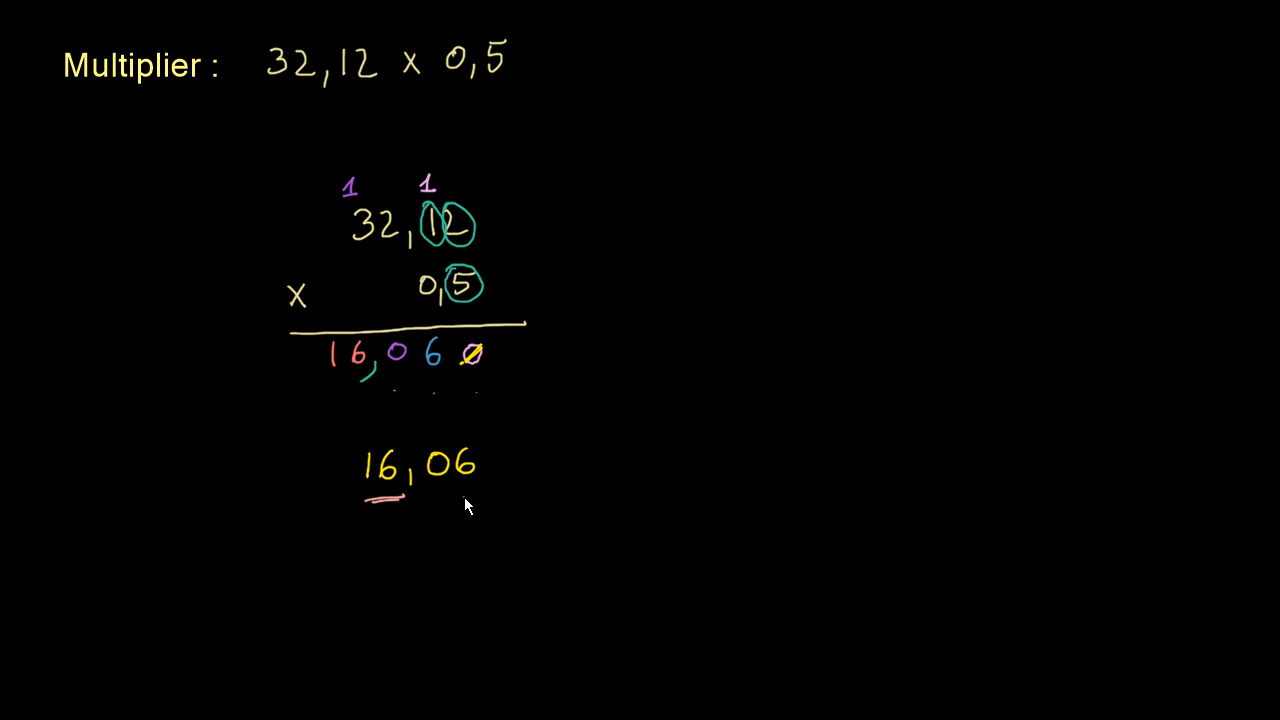 Multiplier : 32,12 x 0,5
1 1
32,12
x 0,5
16,060
16,06